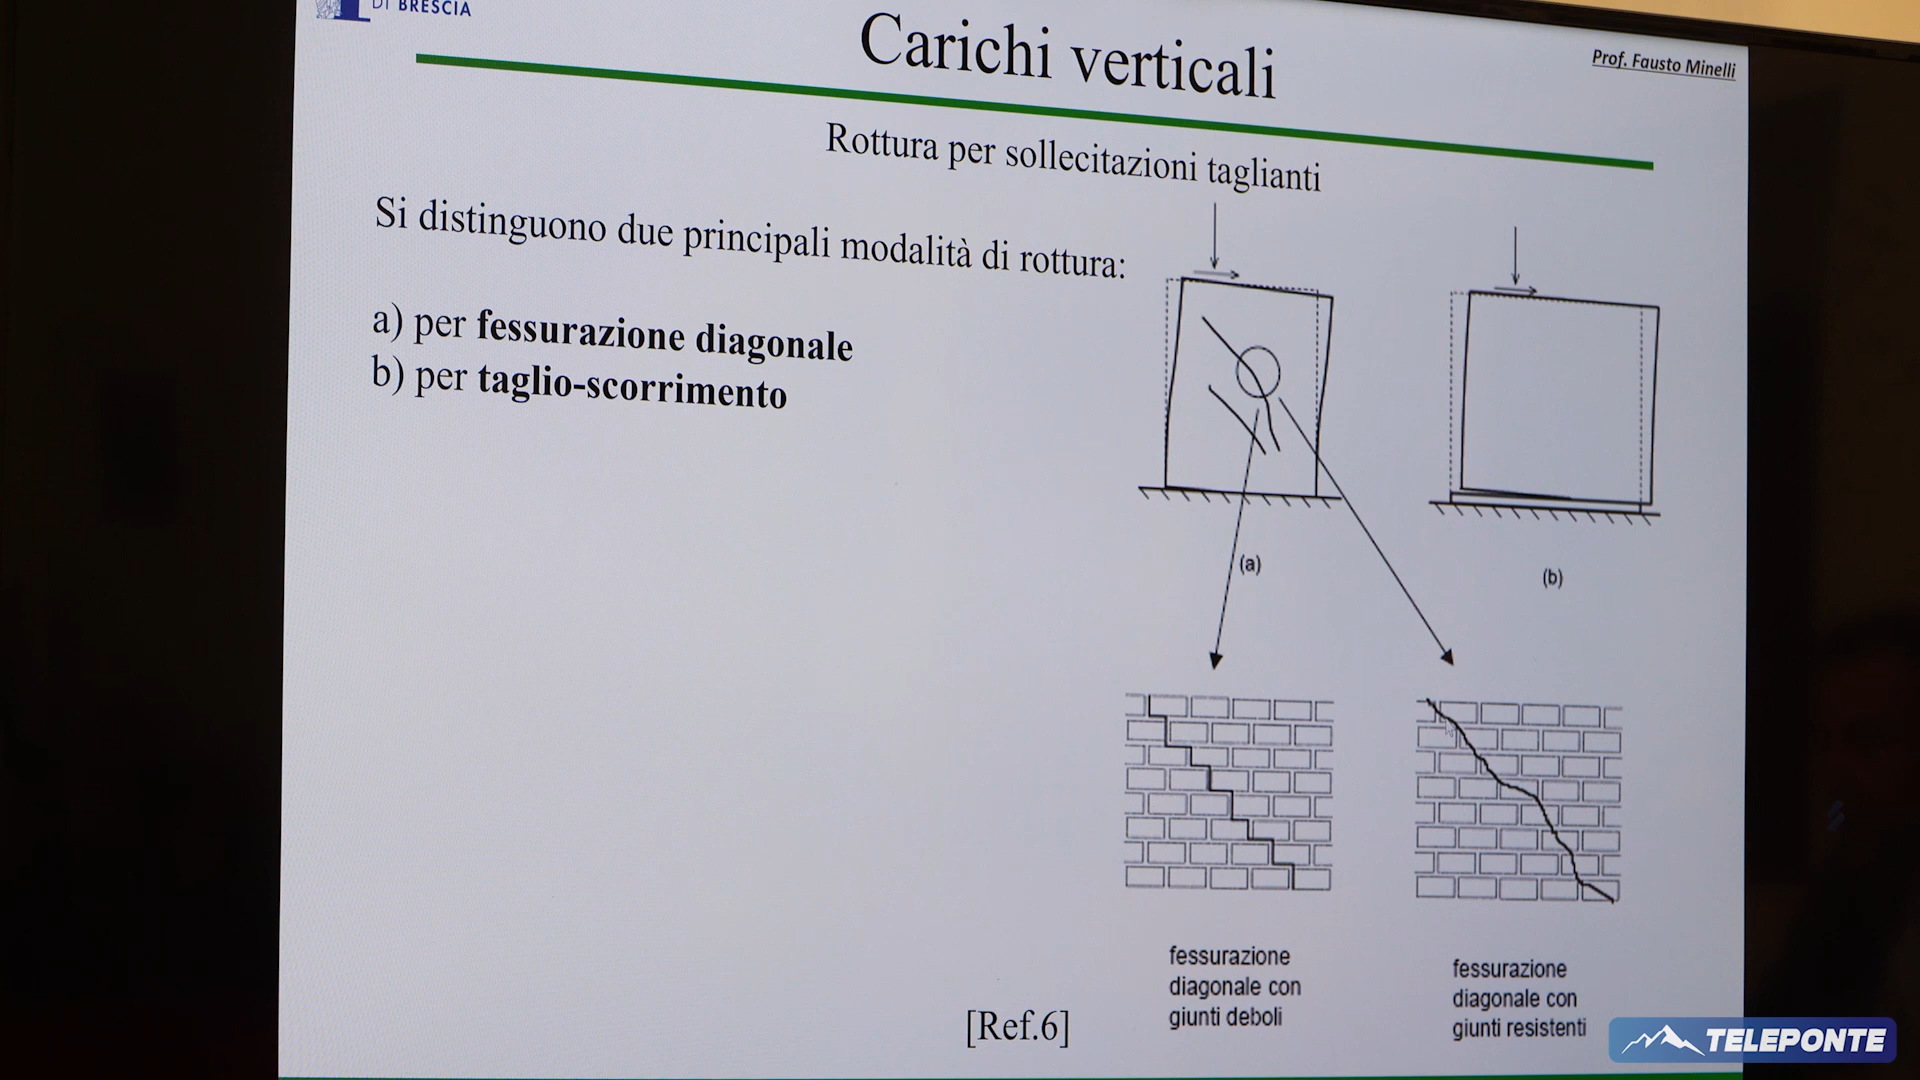 DI BRESCIA
Carichi verticali
Prof. Fausto Minelli
Rottura per sollecitazioni taglianti
Si distinguono due principali modalità di rottura:
a) per fessurazione diagonale
b) per taglio-scorrimento
(a)
(b)
fessurazione
diagonale con
giunti deboli
fessurazione
diagonale con
giunti resistenti
[Ref.6]
TELEPONTE